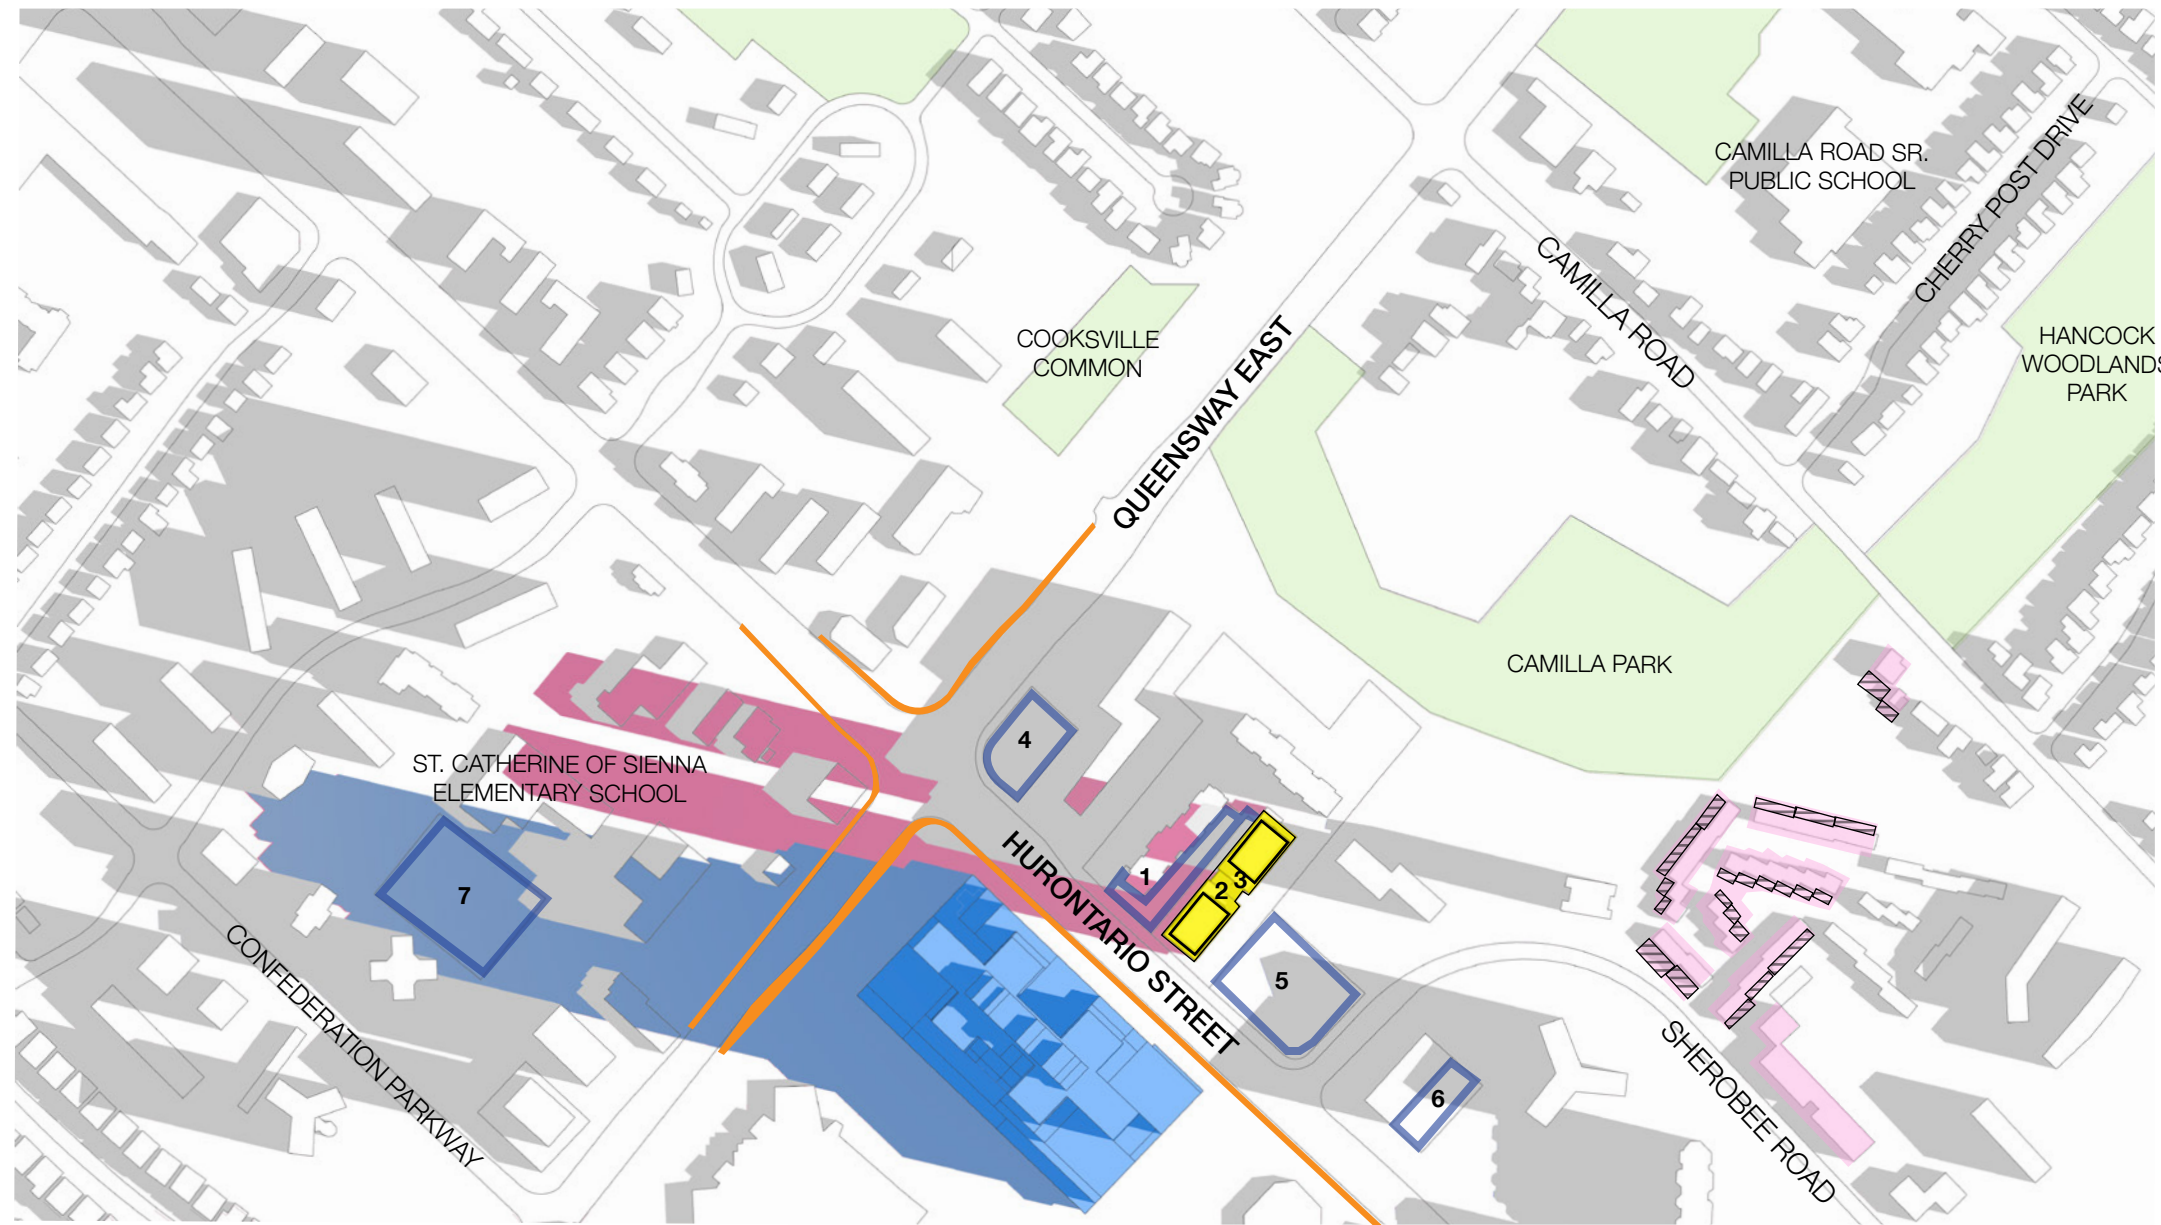 CAMILLA ROAD SR.
PUBLIC SCHOOL
CHERRY POST DRIVE
CAMILLA ROAD
HANCOCK
WOODLANDS
PARK
COOKSVILLE
COMMON
QUEENSWAY EAST
CAMILLA PARK
ST. CATHERINE OF SIENNA
ELEMENTARY SCHOOL
4
HURONTARIO STREET
1
2
3
7
5
6
CONFEDERATION PARKWAY
SHEROBEE ROAD